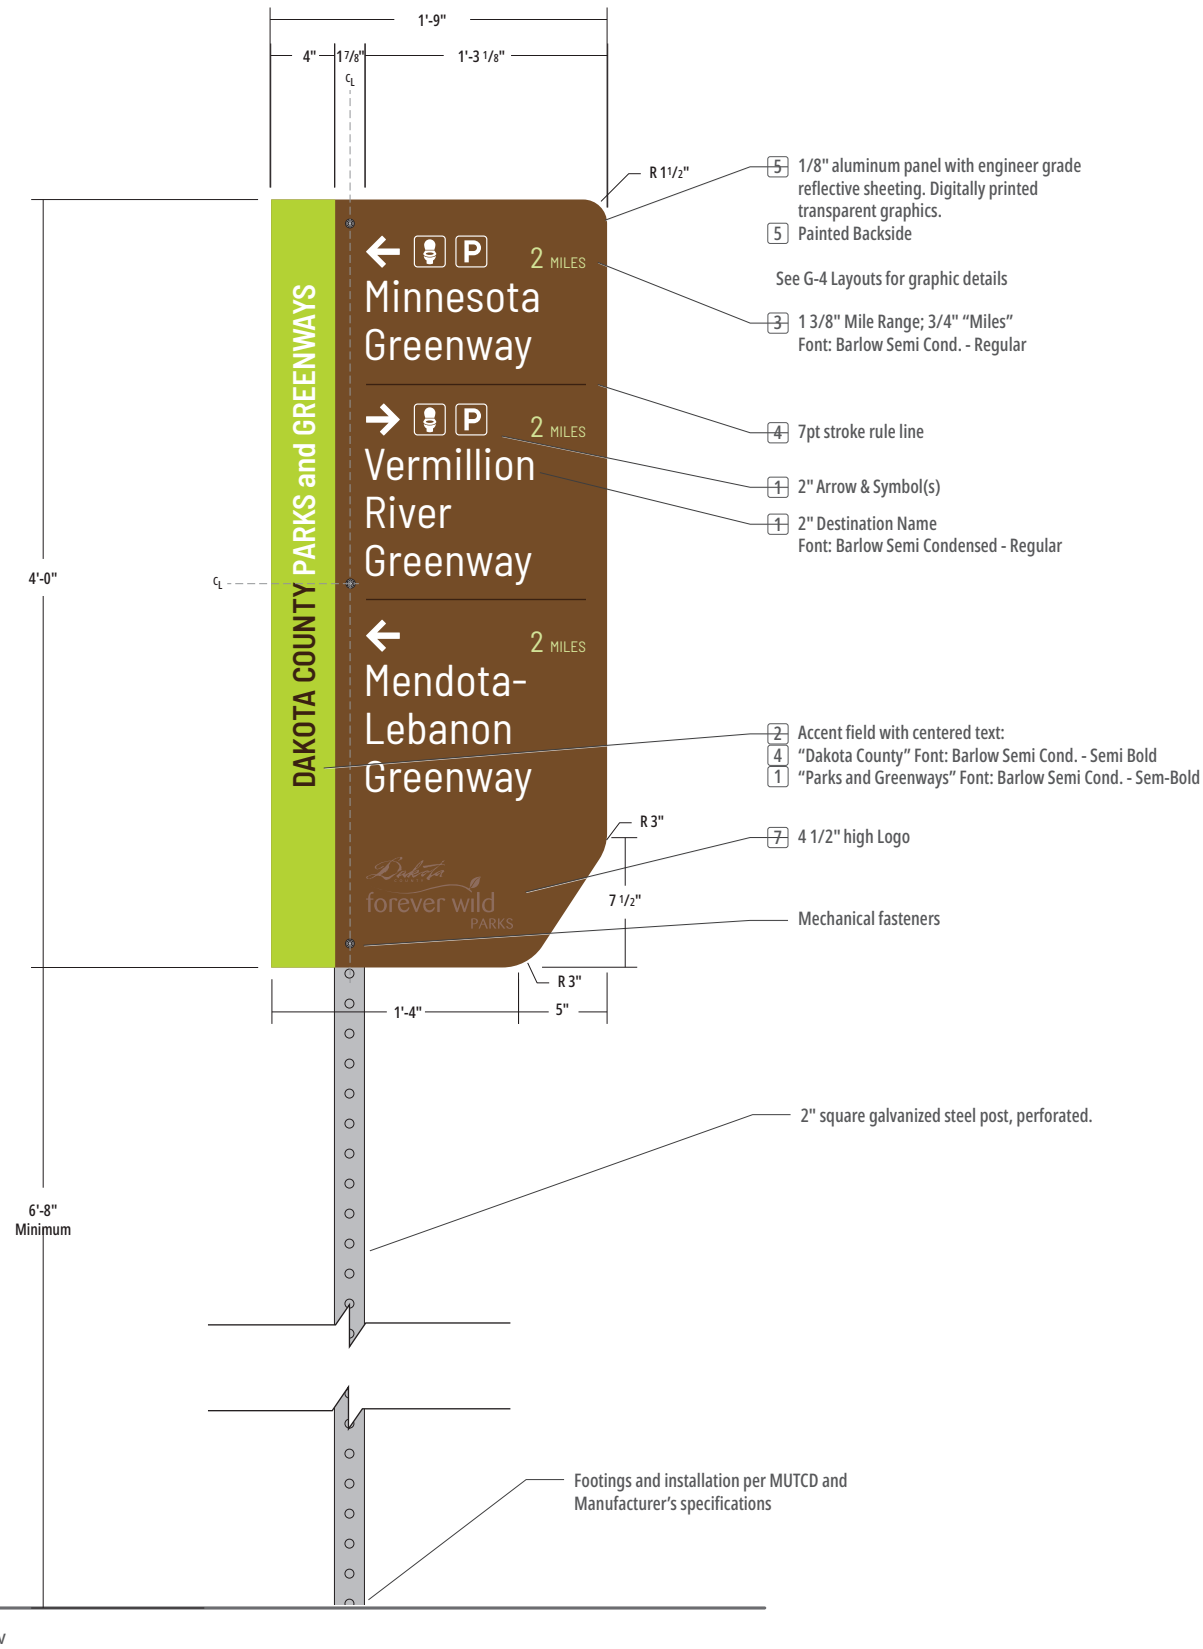 1'-9"
4"
1 7/8"
1'-3 1/8"
CL
R 1 1/2"
5 1/8" aluminum panel with engineer grade
reflective sheeting. Digitally printed
transparent graphics.
5 Painted Backside
See G-4 Layouts for graphic details
3 1 3/8" Mile Range; 3/4" “Miles”
Font: Barlow Semi Cond. - Regular
4 7pt stroke rule line
1 2" Arrow & Symbol(s)
1 2" Destination Name
Font: Barlow Semi Condensed - Regular
P 2 MILES
Minnesota
Greenway
P 2 MILES
Vermillion
River
Greenway
2 MILES
Mendota-
Lebanon
Greenway
DAKOTA COUNTY PARKS and GREENWAYS
4'-0"
CL
2 Accent field with centered text:
4 “Dakota County” Font: Barlow Semi Cond. - Semi Bold
1 “Parks and Greenways” Font: Barlow Semi Cond. - Sem-Bold
R 3"
7 4 1/2" high Logo
Dakota
forever wild
PARKS
7 1/2"
Mechanical fasteners
R 3"
1'-4"
5"
2" square galvanized steel post, perforated.
6'-8"
Minimum
Footings and installation per MUTCD and
Manufacturer’s specifications